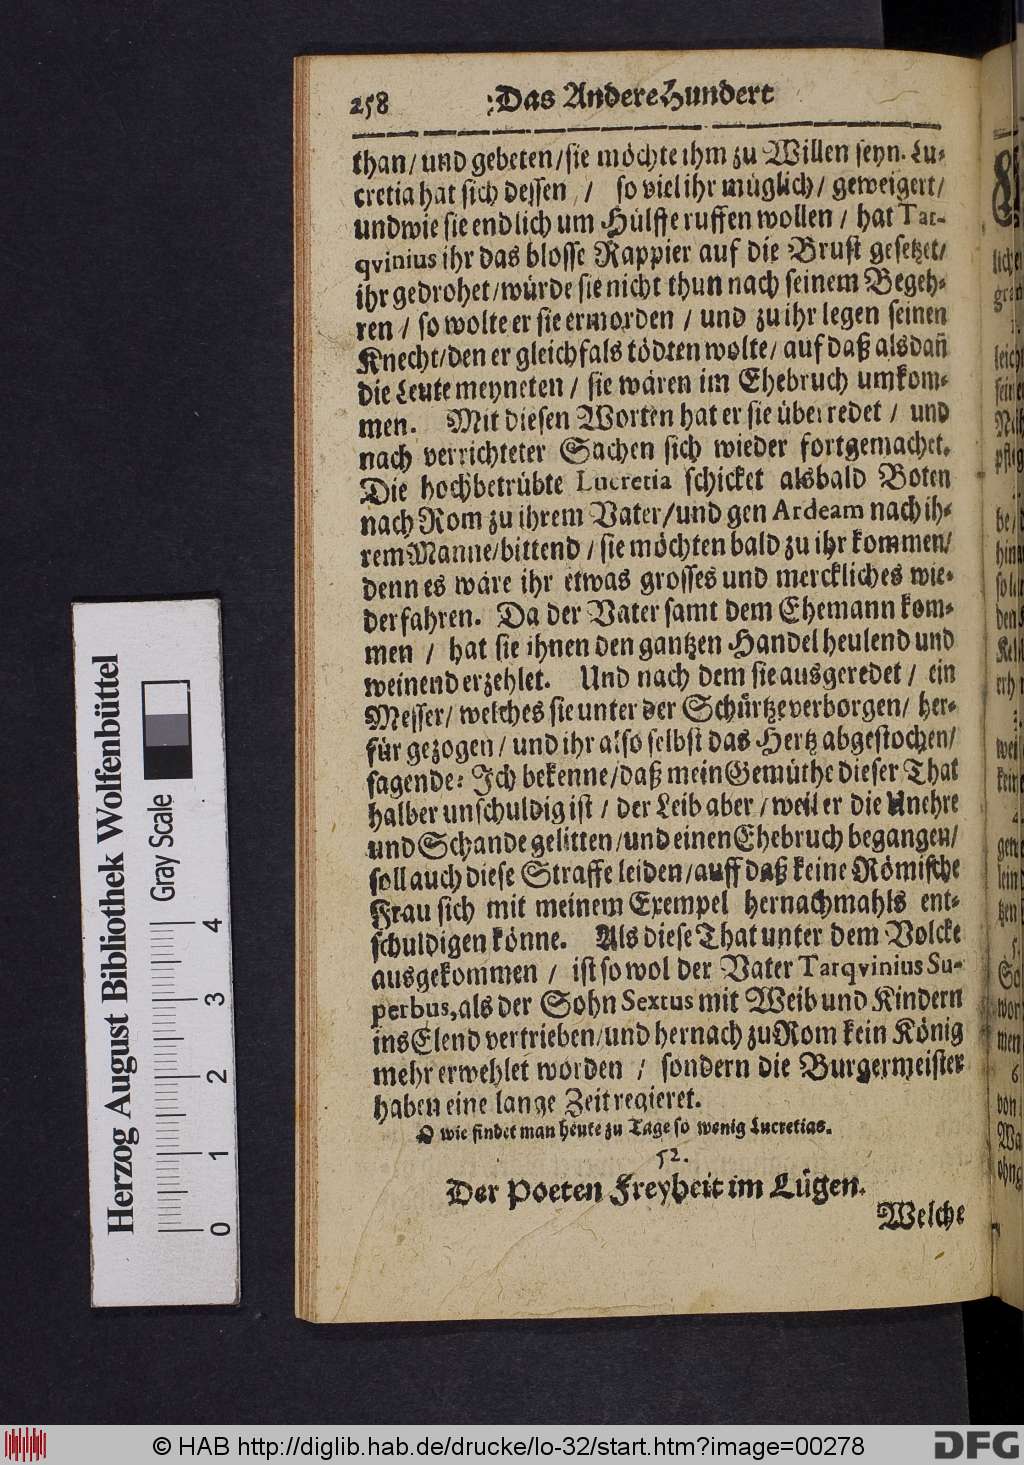 258 Das Andere Hundert
than / und gebeten / sie möchte ihm zu Willen seyn. Lu-
cretia hat sich dessen / so viel ihr müglich / geweigert /
und wie sie endlich um Hülffe ruffen wollen / hat Tar-
qvinius ihr das blosse Rappier auf die Brust gesetzet /
ihr gedrohet / würde sie nicht thun nach seinem Begeh-
ren / so wolte er sie ermorden / und zu ihr legen seinen
Knecht / den er gleichfals tödten wolte / auf daß alsdañ
die Leute meyneten / sie wären im Ehebruch umkom-
men. Mit diesen Worten hat er sie überredet / und
nach verrichteter Sachen sich wieder fortgemachet.
Die hochbetrübte Lucretia schicket alsbald Boten
nach Rom zu ihrem Vater / und gen Ardeam nach ih-
rem Manne / bittend / sie möchten bald zu ihr kommen /
denn es wäre ihr etwas grosses und merckliches wie-
derfahren. Da der Vater samt dem Ehemann kom-
men / hat sie ihnen den gantzen Handel heulend und
weinend erzehlet. Und nach dem sie ausgeredet / ein
Messer / welches sie unter der Schürtze verborgen / her-
für gezogen / und ihr also selbst das Hertz abgestochen /
sagende: Ich bekenne / daß mein Gemüthe dieser That
halber unschuldig ist / der Leib aber / weil er die Unehre
und Schande gelitten / und einen Ehebruch begangen /
soll auch diese Straffe leiden / auff daß keine Römische
Frau sich mit meinem Exempel hernachmahls ent-
schuldigen könne. Als diese That unter dem Volcke
ausgekommen / ist so wol der Vater Tarqvinius Su-
perbus, als der Sohn Sextus mit Weib und Kindern
ins Elend vertrieben / und hernach zu Rom kein König
mehr erwehlet worden / sondern die Burgermeister
haben eine lange Zeit regieret.
O wie findet man heute zu Tage so wenig Lucretias.
52.
Der Poeten Freyheit im Lügen.
Welche
Herzog August Bibliothek Wolfenbüttel
Gray Scale
0 1 2 3 4
© HAB http://diglib.hab.de/drucke/lo-32/start.htm?image=00278
DFG